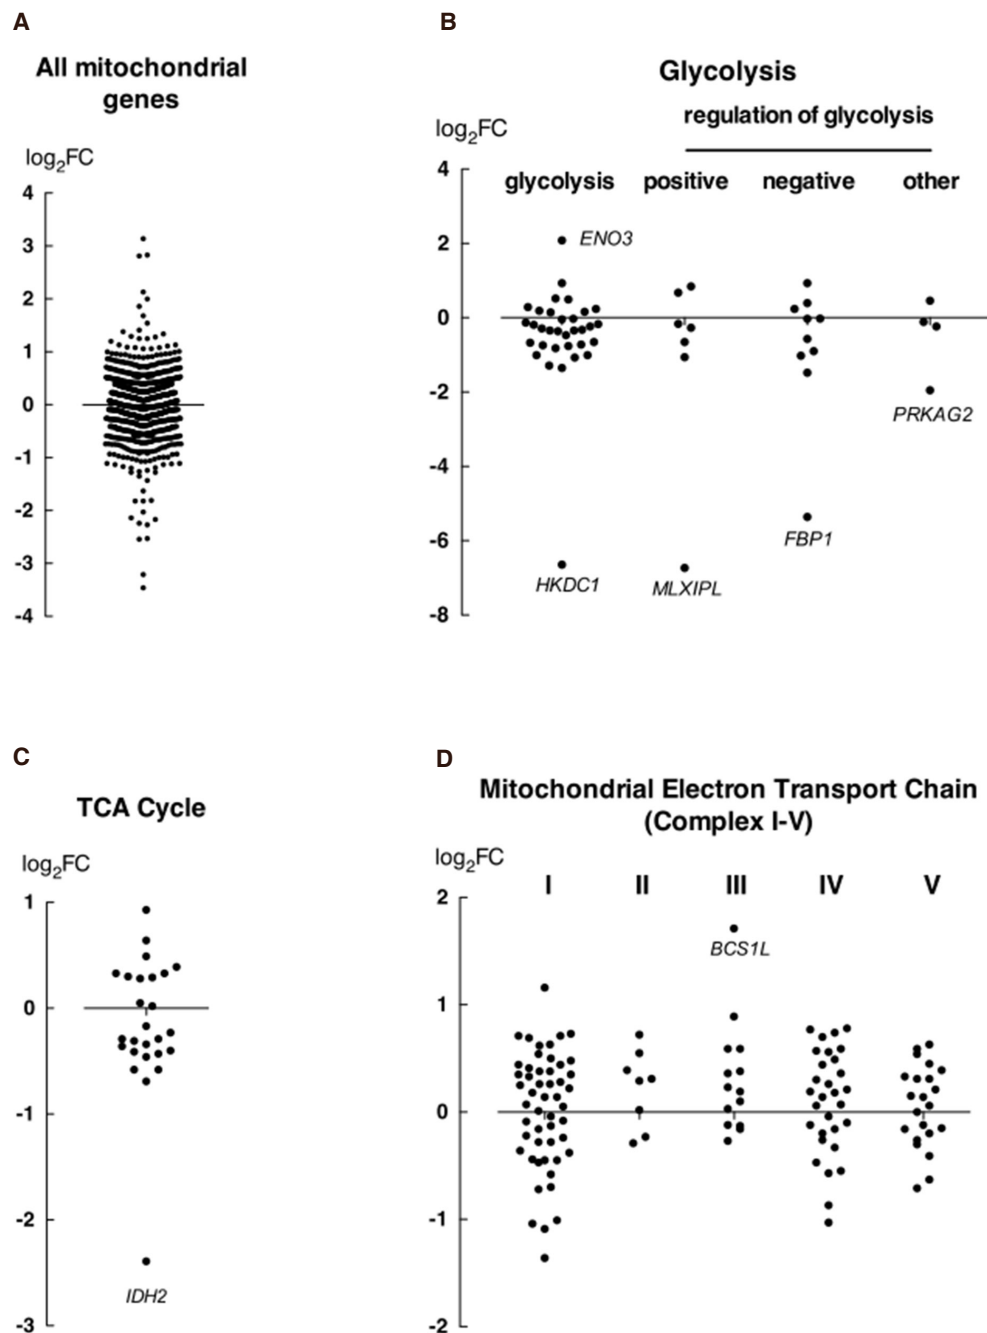 A
All mitochondrial
genes
log2FC
4
3
2
1
0
-1
-2
-3
-4
B
Glycolysis
regulation of glycolysis
log2FC
glycolysis positive negative other
4
2
0
-2
-4
-6
-8
ENO3
PRKAG2
FBP1
HKDC1
MLXIPL
C
TCA Cycle
log2FC
1
0
-1
-2
-3
IDH2
D
Mitochondrial Electron Transport Chain
(Complex I-V)
log2FC
I II III IV V
2
1
0
-1
-2
BCS1L